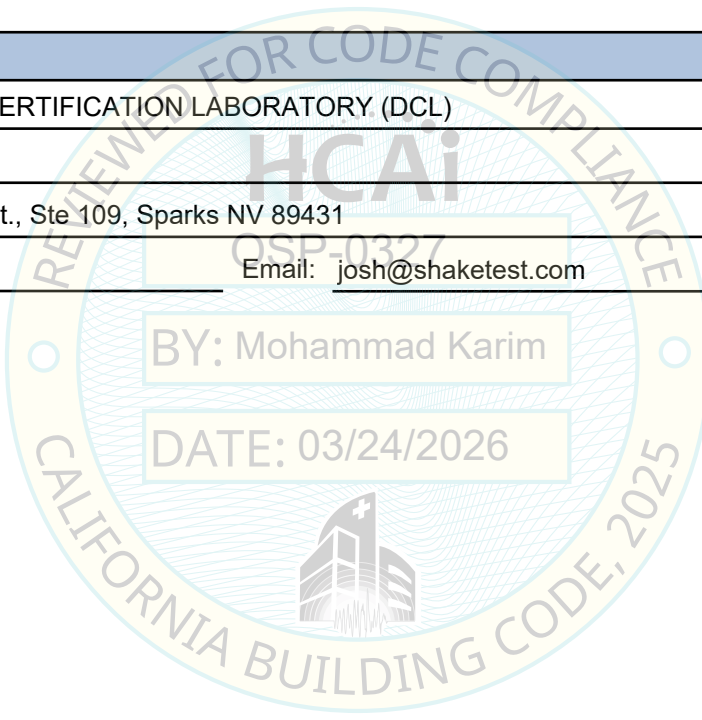 REVIEWED FOR CODE COMPLIANCE
ERTIFICATION LABORATORY (DCL)
HCAi
t., Ste 109, Sparks NV 89431
OSP-0327
Email: josh@shaketest.com
BY: Mohammad Karim
DATE: 03/24/2026
CALIFORNIA BUILDING CODE, 2025